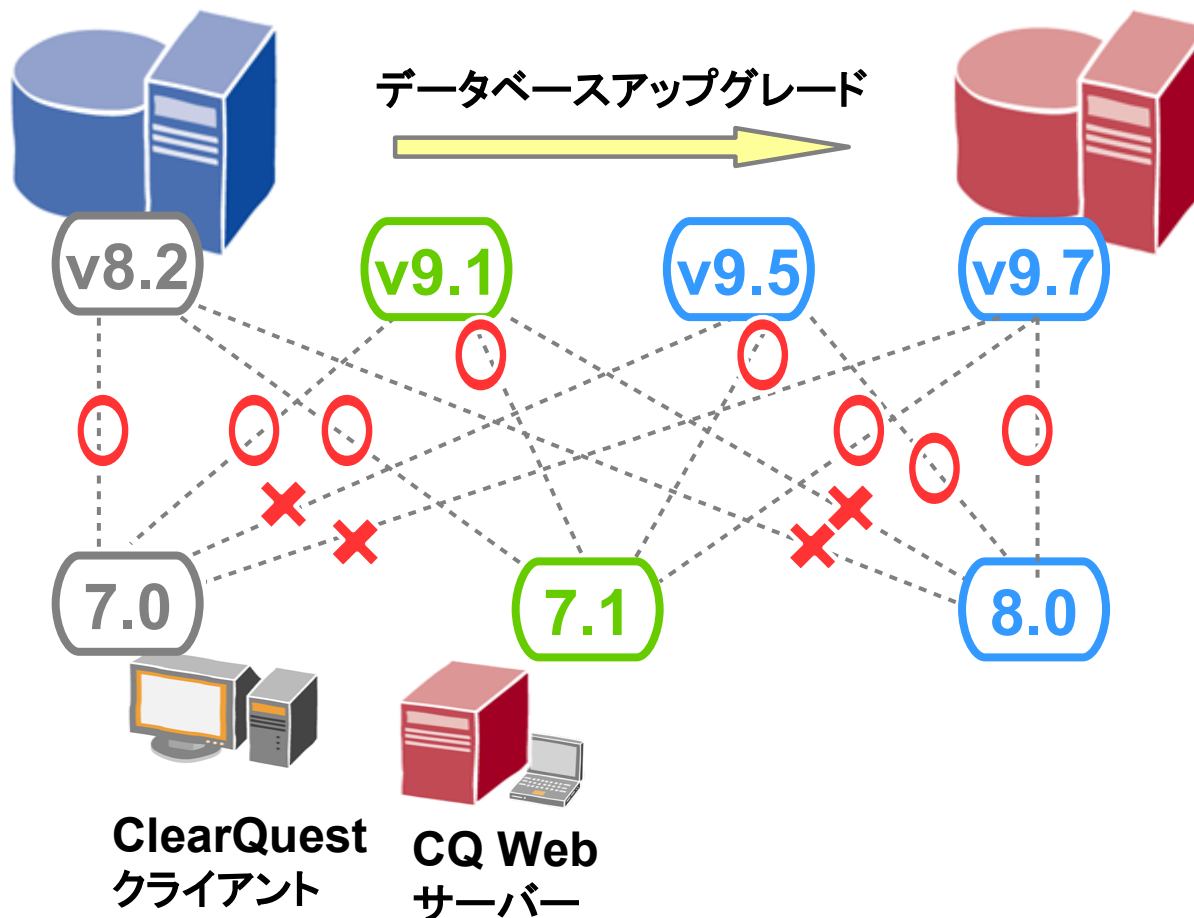 データベースアップグレード
v8.2
v9.1
v9.5
v9.7
7.0
7.1
8.0
ClearQuest
クライアント
CQ Web
サーバー